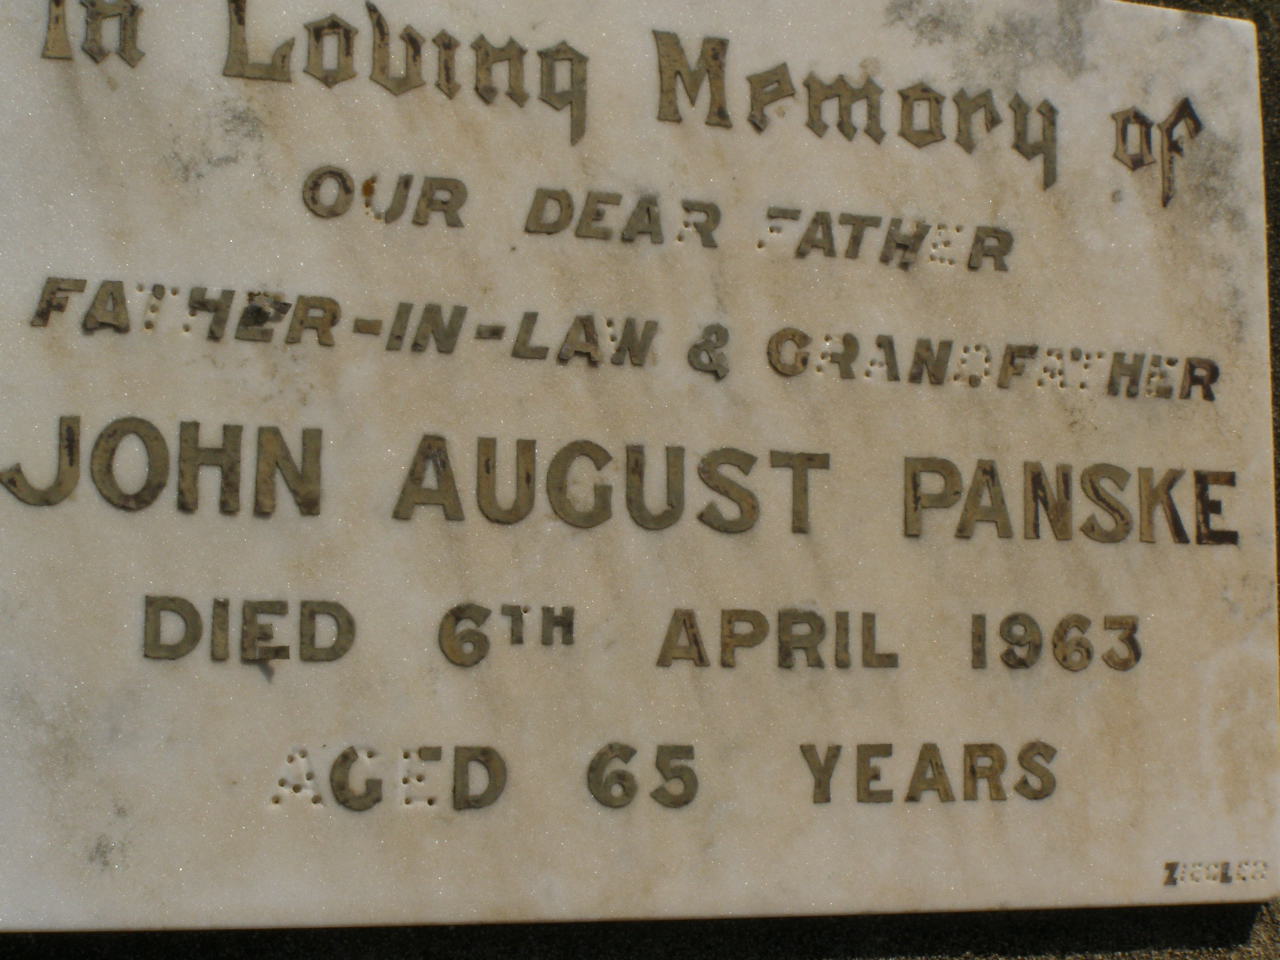 In Loving Memory of
OUR DEAR FATHER
FATHER-IN-LAW & GRANDFATHER
JOHN AUGUST PANSKE
DIED 6TH APRIL 1963
AGED 65 YEARS
ZIEGLER